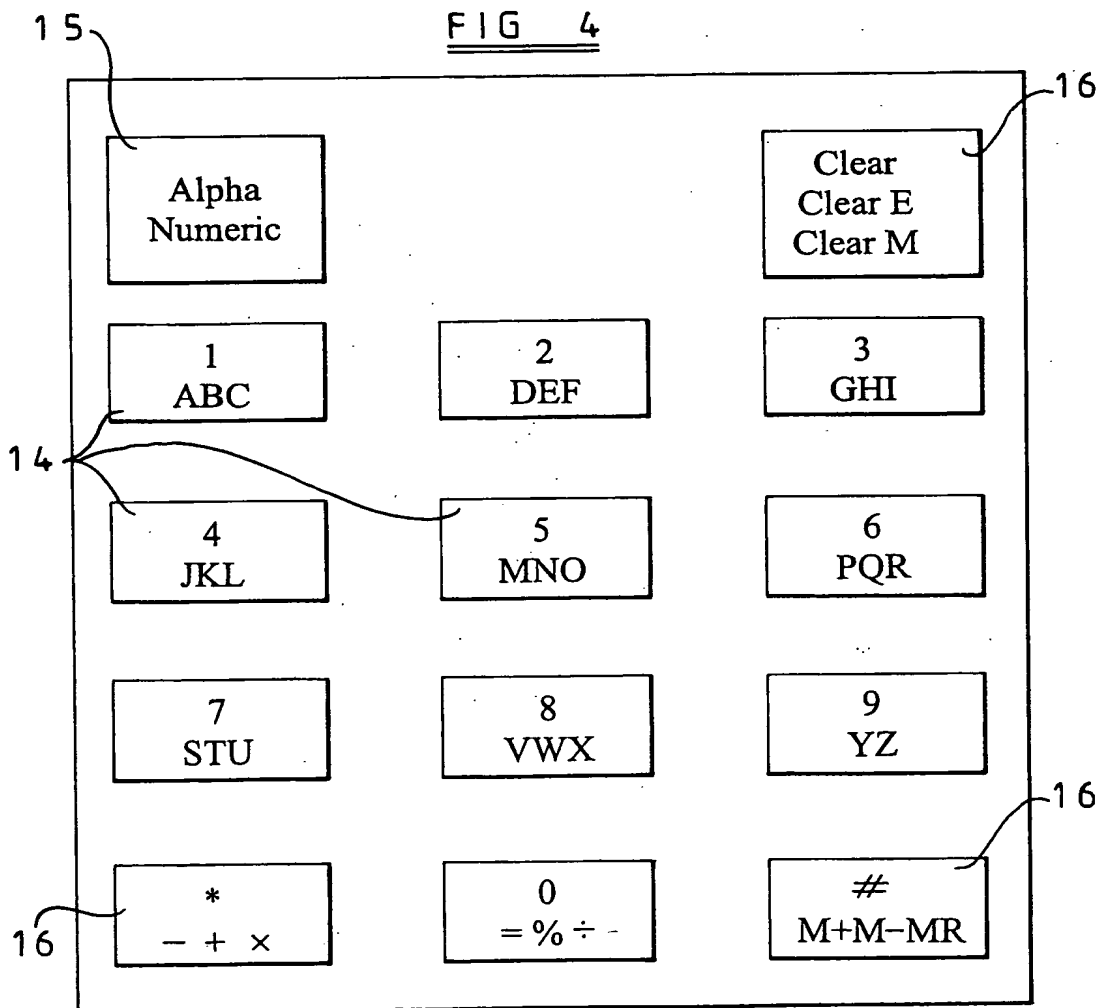 FIG 4
15
16
Alpha
Numeric
Clear
Clear E
Clear M
1
ABC
2
DEF
3
GHI
14
4
JKL
5
MNO
6
PQR
7
STU
8
VWX
9
YZ
16
16
*
− + ×
0
= % ÷ -
#
M+M−MR